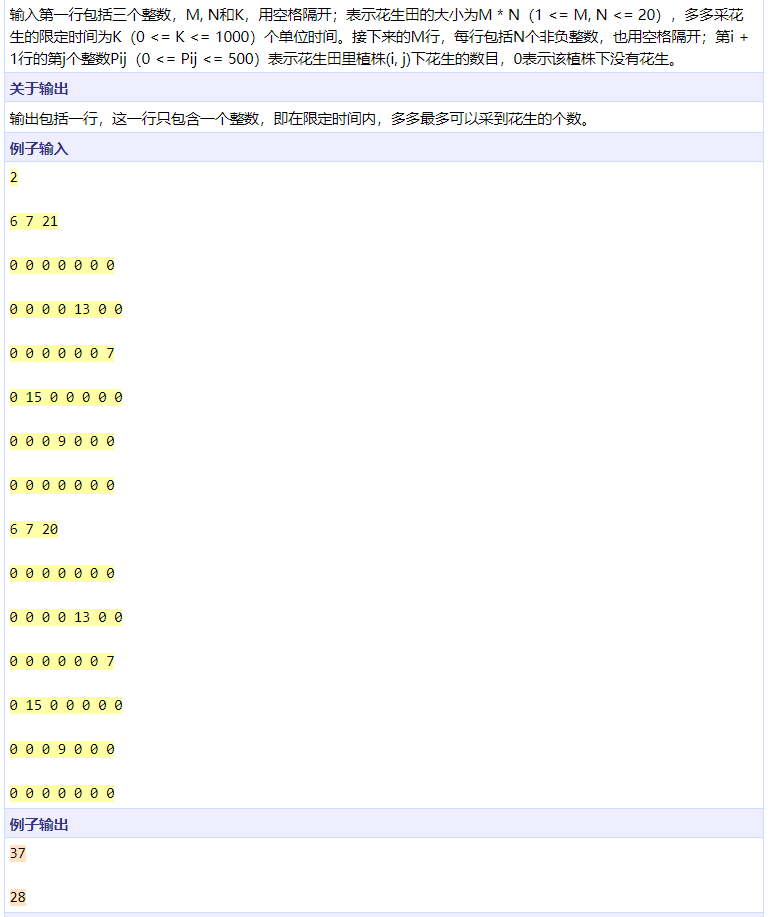 输入第一行包括三个整数，M, N和K，用空格隔开；表示花生田的大小为M * N（1 <= M, N <= 20），多多采花
生的限定时间为K（0 <= K <= 1000）个单位时间。接下来的M行，每行包括N个非负整数，也用空格隔开；第i +
1行的第j个整数Pij（0 <= Pij <= 500）表示花生田里植株(i, j)下花生的数目，0表示该植株下没有花生。
关于输出
输出包括一行，这一行只包含一个整数，即在限定时间内，多多最多可以采到花生的个数。
例子输入
2
6 7 21
0 0 0 0 0 0 0
0 0 0 0 13 0 0
0 0 0 0 0 0 7
0 15 0 0 0 0 0
0 0 0 9 0 0 0
0 0 0 0 0 0 0
6 7 20
0 0 0 0 0 0 0
0 0 0 0 13 0 0
0 0 0 0 0 0 7
0 15 0 0 0 0 0
0 0 0 9 0 0 0
0 0 0 0 0 0 0
例子输出
37
28